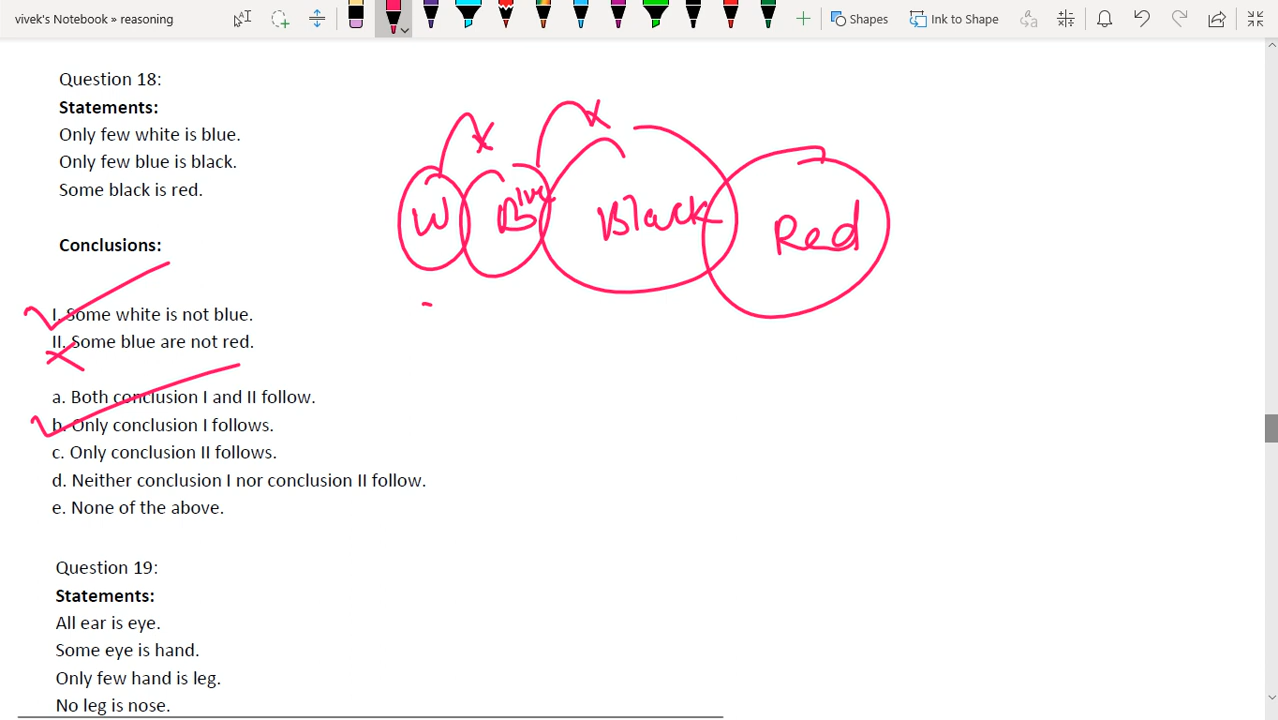 vivek's Notebook » reasoning
Shapes
Ink to Shape
Question 18:
Statements:
Only few white is blue.
Only few blue is black.
Some black is red.
W
Blue
Black
Red
Conclusions:
I. Some white is not blue.
II. Some blue are not red.
a. Both conclusion I and II follow.
b. Only conclusion I follows.
c. Only conclusion II follows.
d. Neither conclusion I nor conclusion II follow.
e. None of the above.
Question 19:
Statements:
All ear is eye.
Some eye is hand.
Only few hand is leg.
No leg is nose.